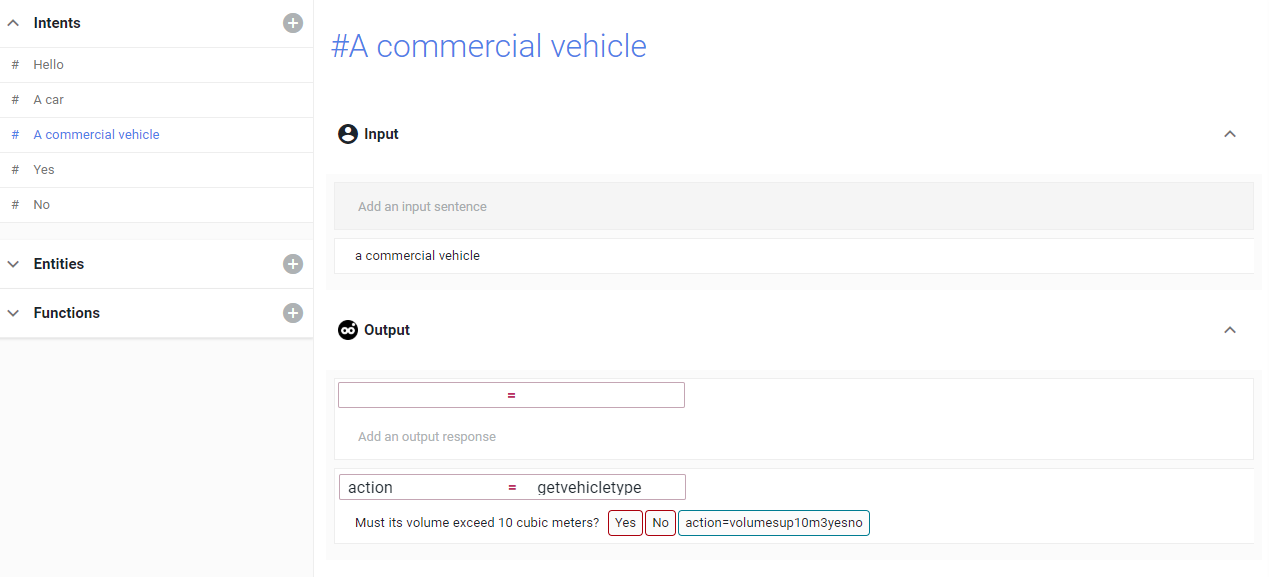 Intents
# Hello
# A car
# A commercial vehicle
# Yes
# No
Entities
Functions
#A commercial vehicle
Input
Add an input sentence
a commercial vehicle
Output
=
Add an output response
action = getvehicletype
Must its volume exceed 10 cubic meters? Yes No action=volumesup10m3yesno